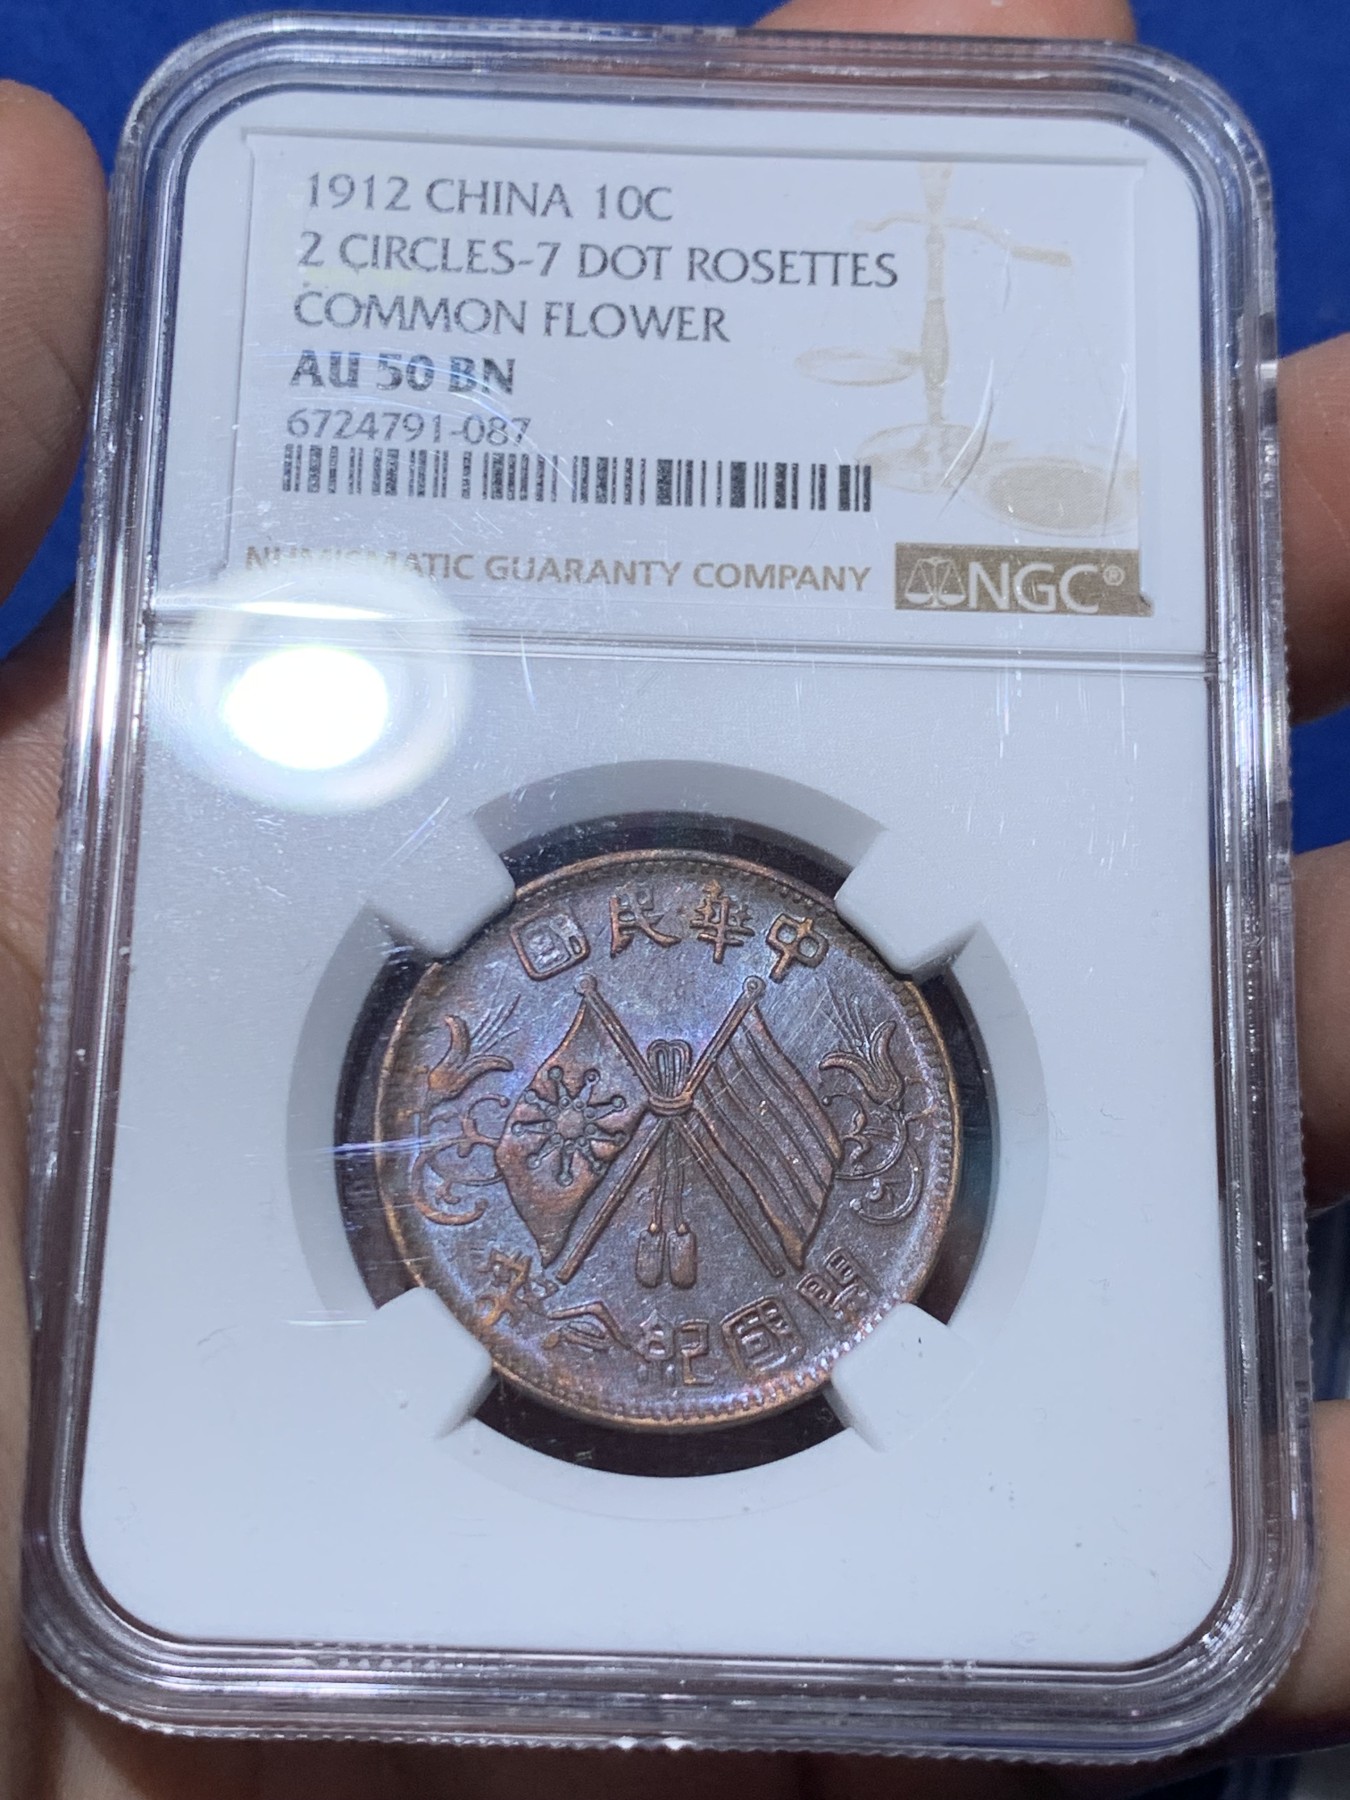 1912 CHINA 10C
2 CIRCLES-7 DOT ROSETTES
COMMON FLOWER
AU 50 BN
6724791-087
NUMISMATIC GUARANTY COMPANY
NGC®
國民華中
幣念紀國開